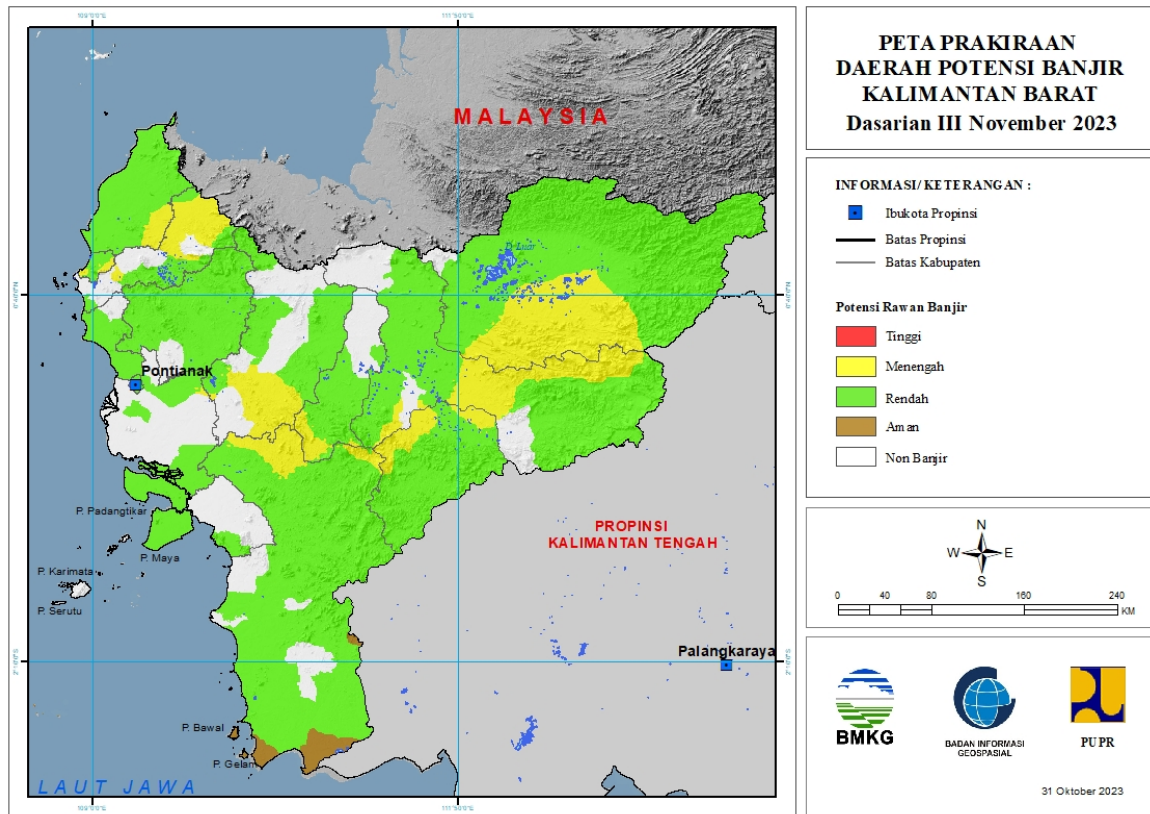 PETA PRAKIRAAN
DAERAH POTENSI BANJIR
KALIMANTAN BARAT
Dasarian III November 2023
INFORMASI/ KETERANGAN :
Ibukota Propinsi
Batas Propinsi
Batas Kabupaten
Potensi Rawan Banjir
Tinggi
Menengah
Rendah
Aman
Non Banjir
N
W E
S
0 40 80 160 240
KM
BMKG
BADAN INFORMASI
GEOSPASIAL
PUPR
31 Oktober 2023
MALAYSIA
Pontianak
P. Padangtikar
P. Maya
P. Karimata
P. Serutu
PROPINSI
KALIMANTAN TENGAH
Palangkaraya
P. Bawal
P. Gelam
LAUT JAWA